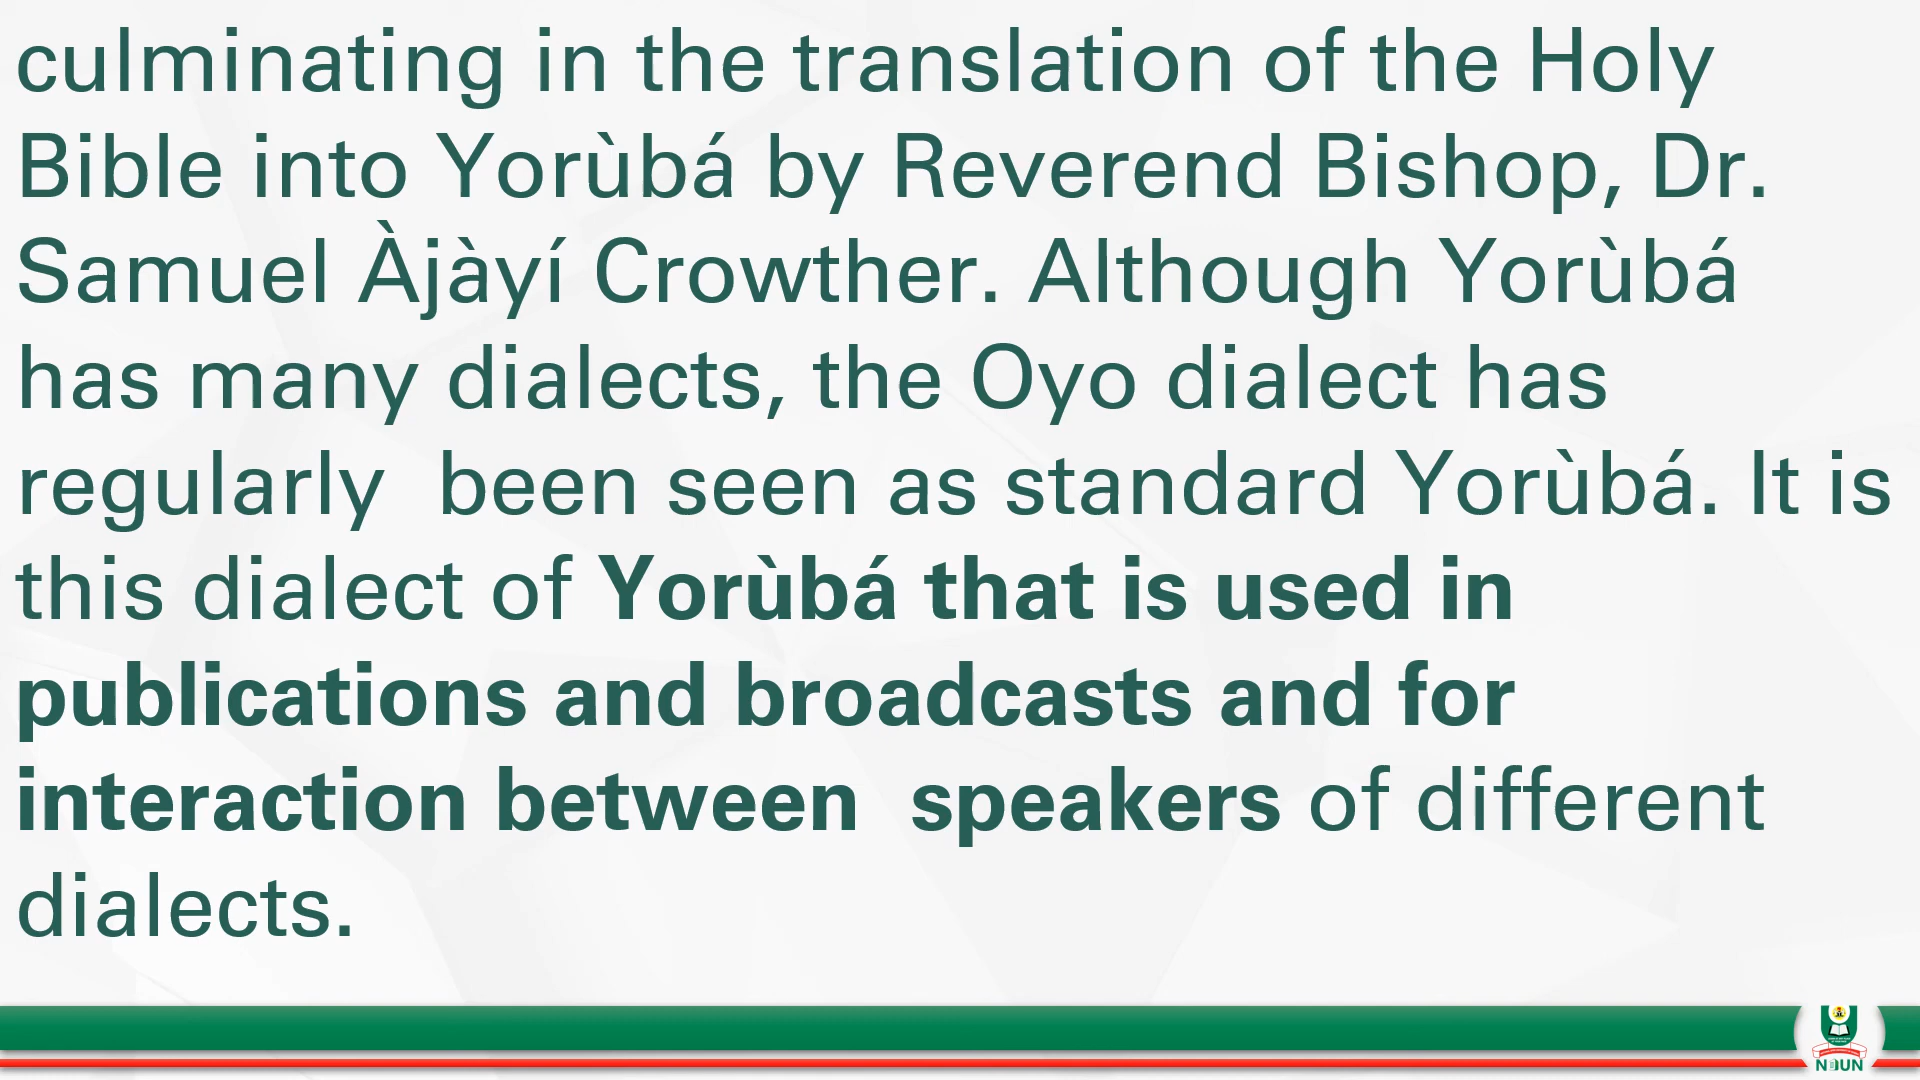 culminating in the translation of the Holy
Bible into Yorùbá by Reverend Bishop, Dr.
Samuel Àjàyí Crowther. Although Yorùbá
has many dialects, the Oyo dialect has
regularly  been seen as standard Yorùbá. It is
this dialect of Yorùbá that is used in
publications and broadcasts and for
interaction between  speakers of different
dialects.
NOUN